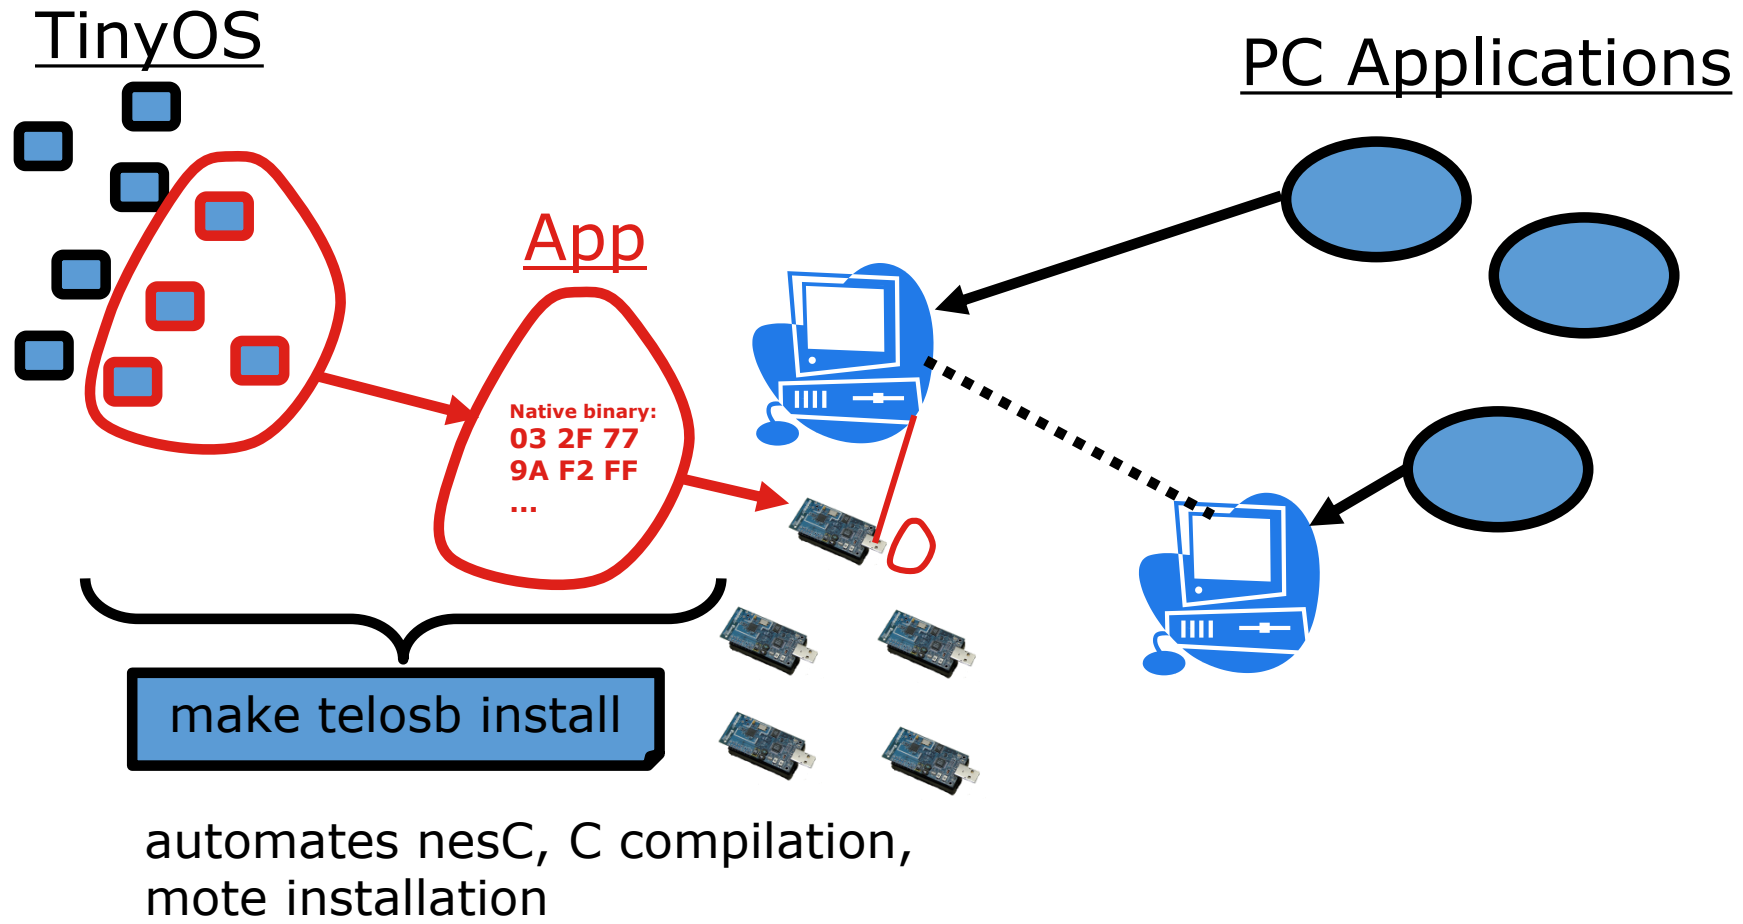 TinyOS
PC Applications
App
Native binary:
03 2F 77
9A F2 FF
...
make telosb install
automates nesC, C compilation,
mote installation